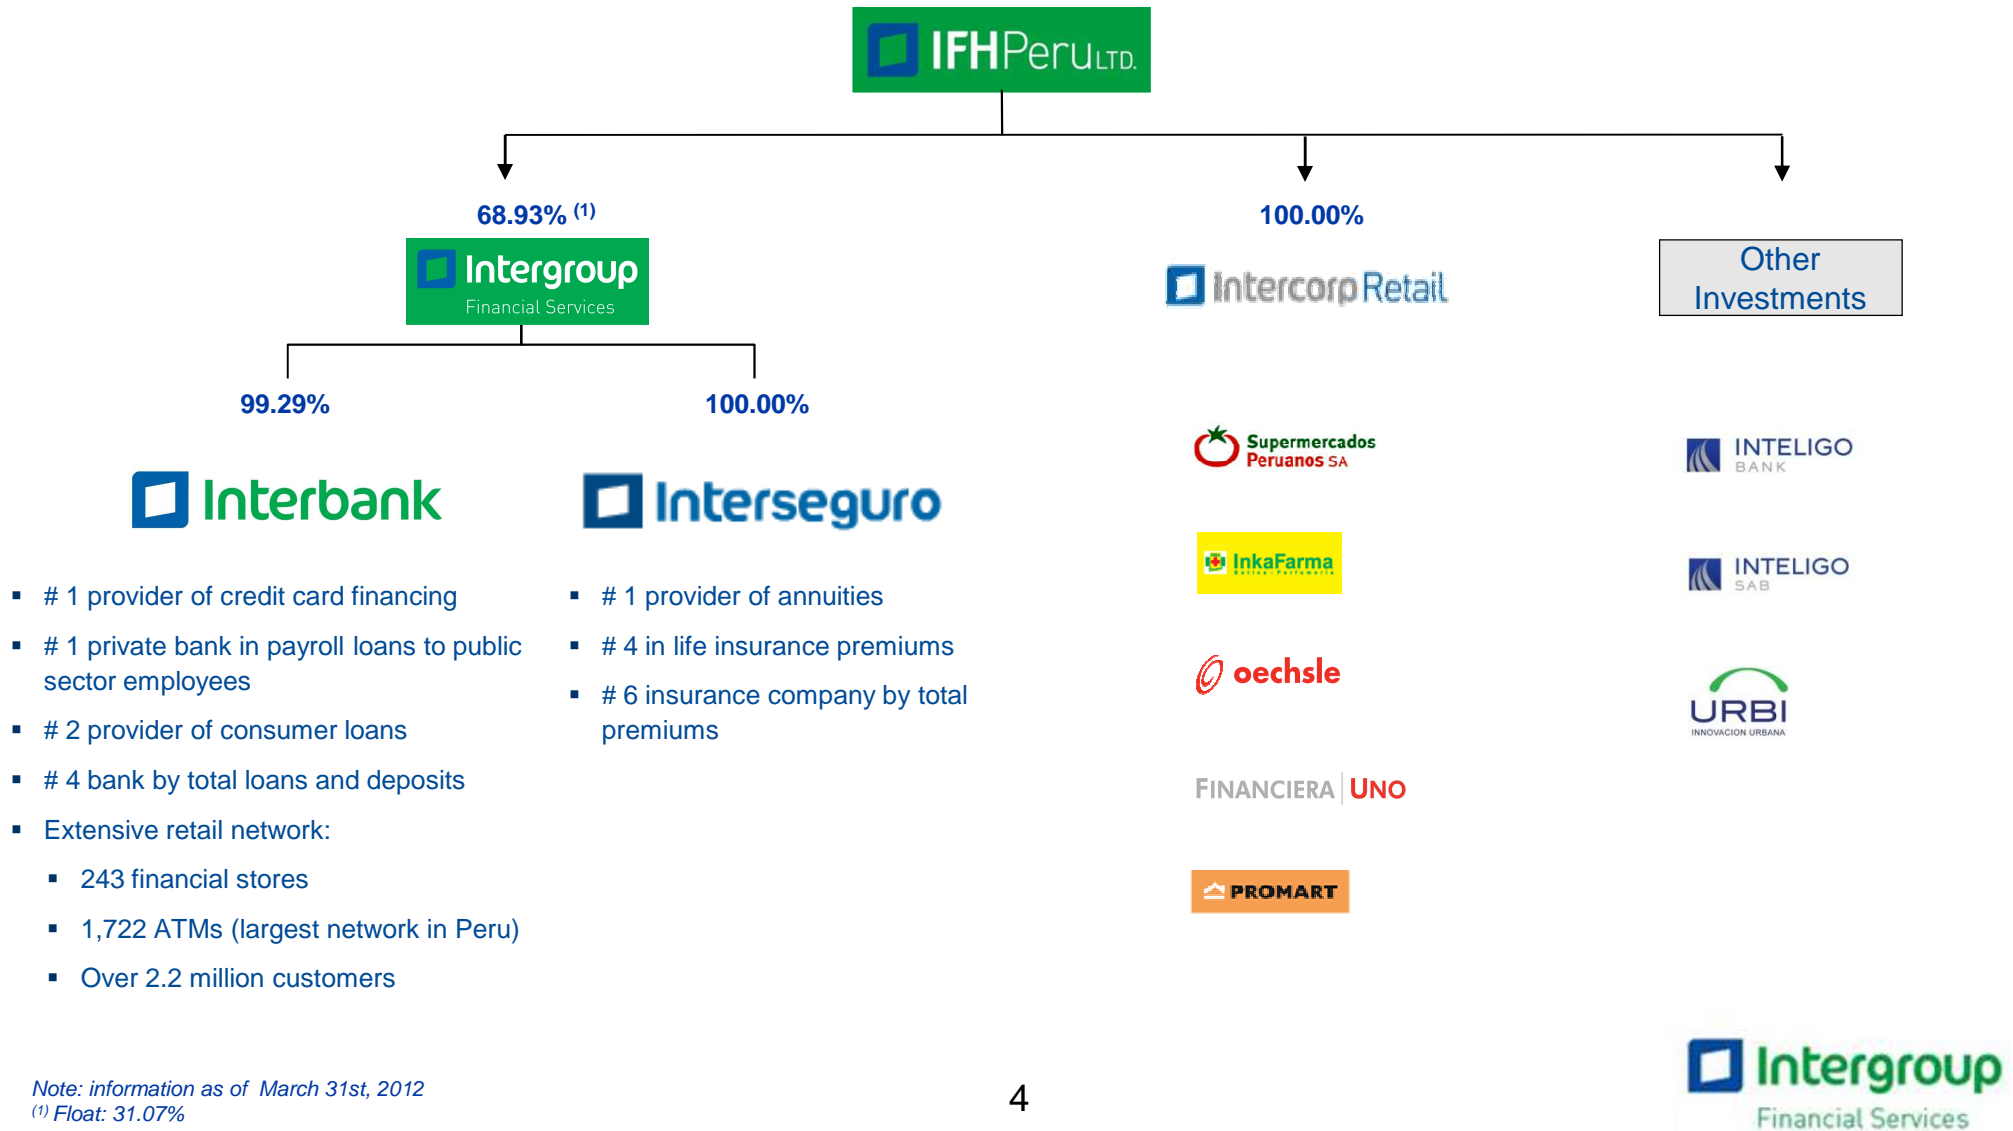 IFHPeru LTD.
68.93% (1)
100.00%
Intergroup
Financial Services
Intercorp Retail
Other
Investments
99.29%
100.00%
Interbank
Interseguro
# 1 provider of credit card financing
# 1 private bank in payroll loans to public
sector employees
# 2 provider of consumer loans
# 4 bank by total loans and deposits
Extensive retail network:
243 financial stores
1,722 ATMs (largest network in Peru)
Over 2.2 million customers
# 1 provider of annuities
# 4 in life insurance premiums
# 6 insurance company by total
premiums
Supermercados
Peruanos SA
InkaFarma
Botica - Perfumería
oechsle
FINANCIERA UNO
PROMART
INTELIGO
BANK
INTELIGO
SAB
URBI
INNOVACION URBANA
Note: information as of March 31st, 2012
(1) Float: 31.07%
4
Intergroup
Financial Services